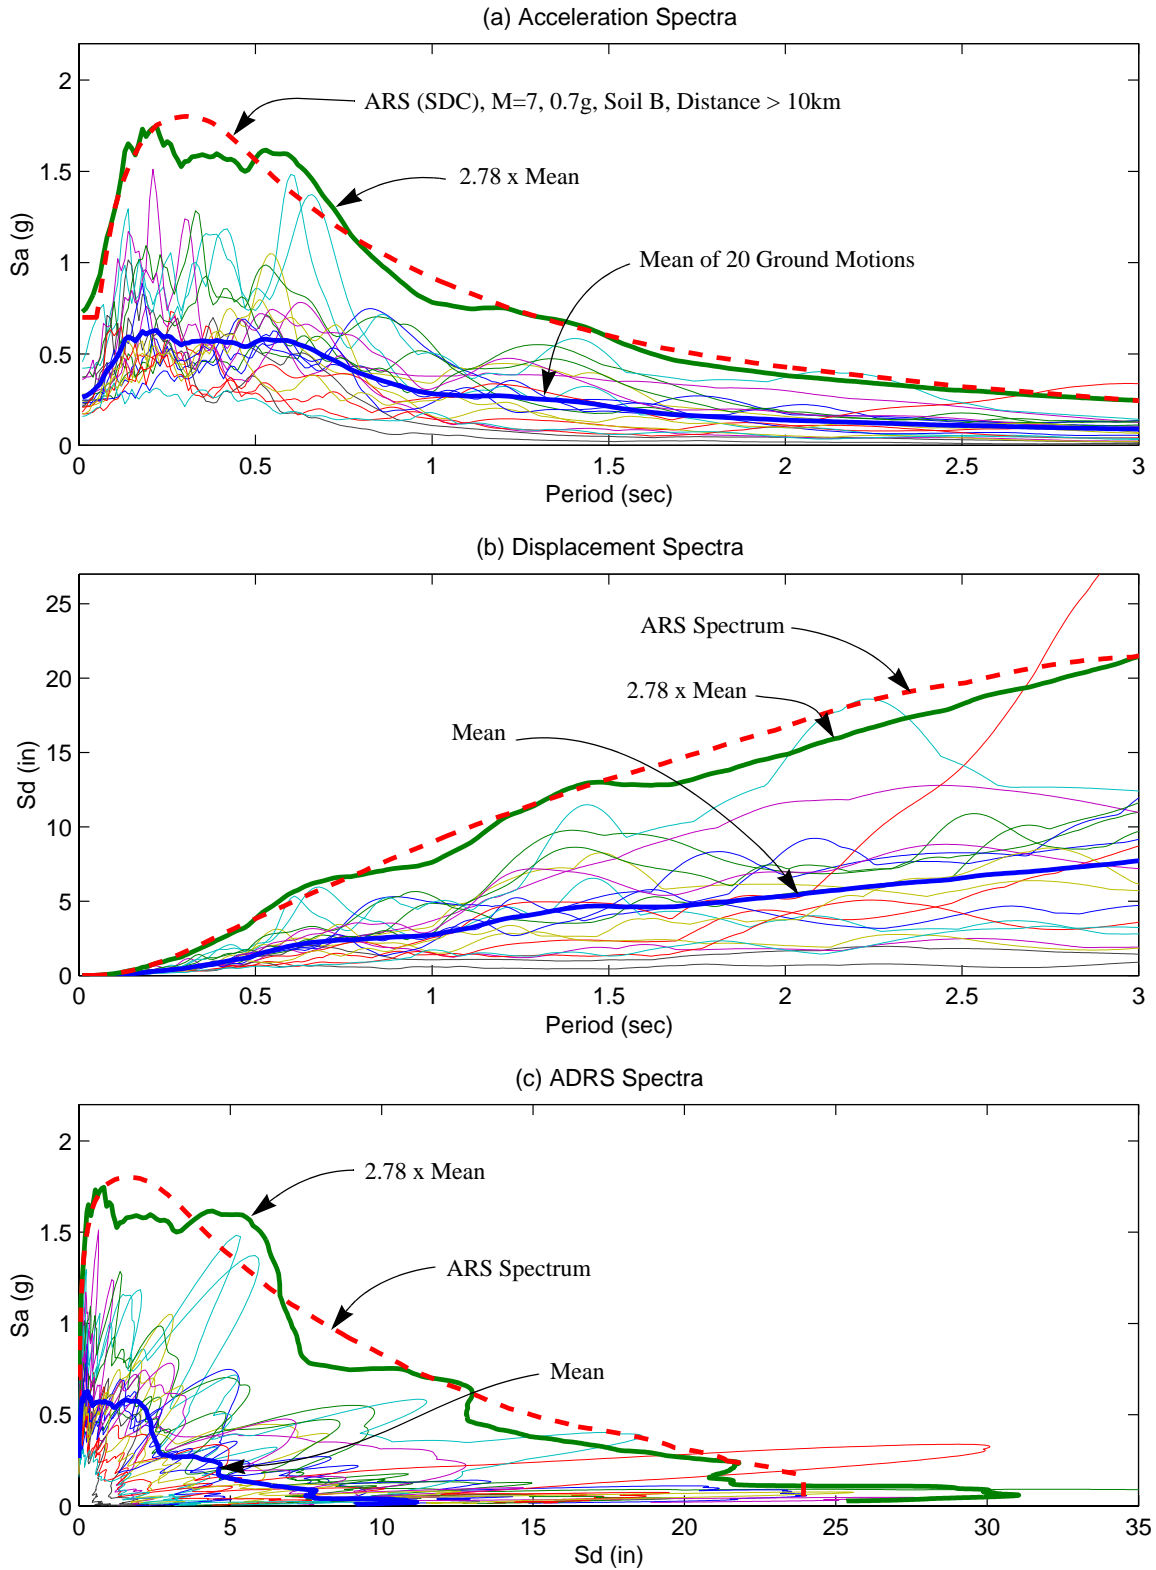 (a) Acceleration Spectra
2
ARS (SDC), M=7, 0.7g, Soil B, Distance > 10km
1.5
2.78 x Mean
Sa (g)
1
Mean of 20 Ground Motions
0.5
0
0 0.5 1 1.5 2 2.5 3
Period (sec)
(b) Displacement Spectra
25
ARS Spectrum
20
2.78 x Mean
Mean
15
Sd (in)
10
5
0
0 0.5 1 1.5 2 2.5 3
Period (sec)
(c) ADRS Spectra
2
2.78 x Mean
1.5
ARS Spectrum
Sa (g)
1
Mean
0.5
0
0 5 10 15 20 25 30 35
Sd (in)